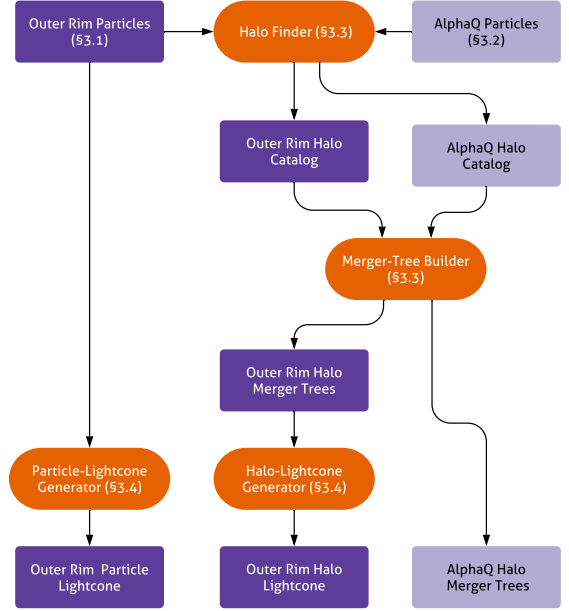 Outer Rim Particles
(§3.1)
Halo Finder (§3.3)
AlphaQ Particles
(§3.2)
Outer Rim Halo
Catalog
AlphaQ Halo
Catalog
Merger-Tree Builder
(§3.3)
Outer Rim Halo
Merger Trees
Particle-Lightcone
Generator (§3.4)
Halo-Lightcone
Generator (§3.4)
Outer Rim Particle
Lightcone
Outer Rim Halo
Lightcone
AlphaQ Halo
Merger Trees